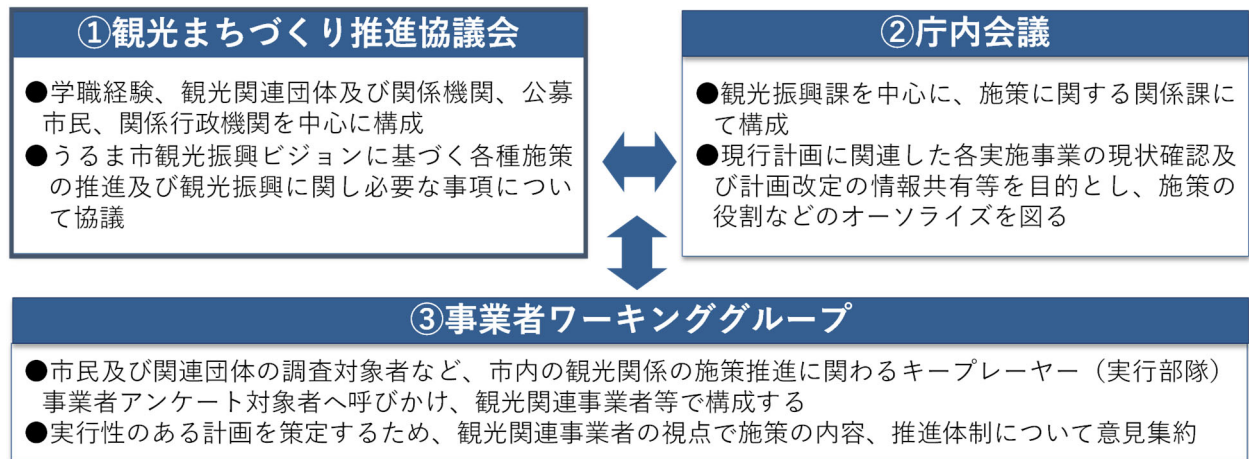 ①観光まちづくり推進協議会
●学職経験、観光関連団体及び関係機関、公募
市民、関係行政機関を中心に構成
●うるま市観光振興ビジョンに基づく各種施策
の推進及び観光振興に関し必要な事項につい
て協議
②庁内会議
●観光振興課を中心に、施策に関する関係課に
て構成
●現行計画に関連した各実施事業の現状確認及
び計画改定の情報共有等を目的とし、施策の
役割などのオーソライズを図る
③事業者ワーキンググループ
●市民及び関連団体の調査対象者など、市内の観光関係の施策推進に関わるキープレーヤー（実行部隊）
事業者アンケート対象者へ呼びかけ、観光関連事業者等で構成する
●実行性のある計画を策定するため、観光関連事業者の視点で施策の内容、推進体制について意見集約